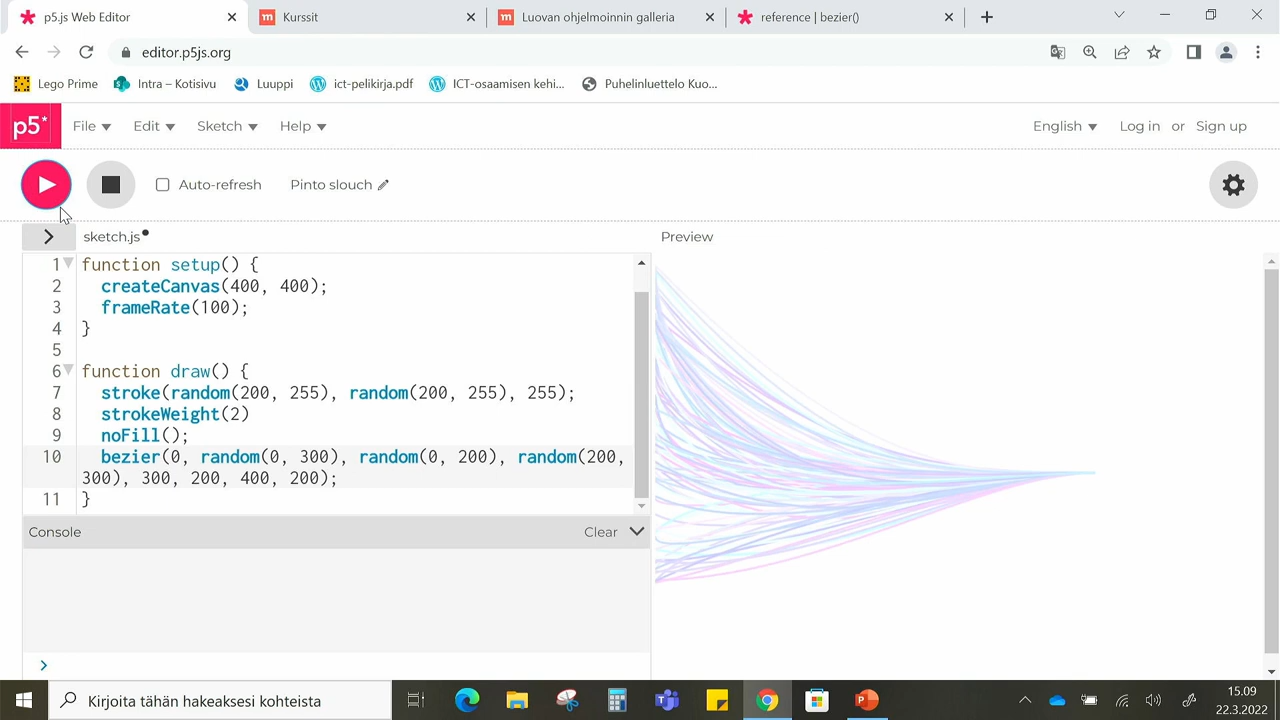 p5.js Web Editor
Kurssit
Luovan ohjelmoinnin galleria
reference | bezier()
editor.p5js.org
Lego Prime
Intra – Kotisivu
Luuppi
ict-pelikirja.pdf
ICT-osaamisen kehi...
Puhelinluettelo Kuo...
p5*
File
Edit
Sketch
Help
English
Log in or Sign up
Auto-refresh
Pinto slouch
sketch.js
Preview
1 function setup() {
2 createCanvas(400, 400);
3 frameRate(100);
4 }
5
6 function draw() {
7 stroke(random(200, 255), random(200, 255), 255);
8 strokeWeight(2)
9 noFill();
10 bezier(0, random(0, 300), random(0, 200), random(200,
300), 300, 200, 400, 200);
11 }
Console
Clear
>
Kirjoita tähän hakeaksesi kohteista
15.09
22.3.2022